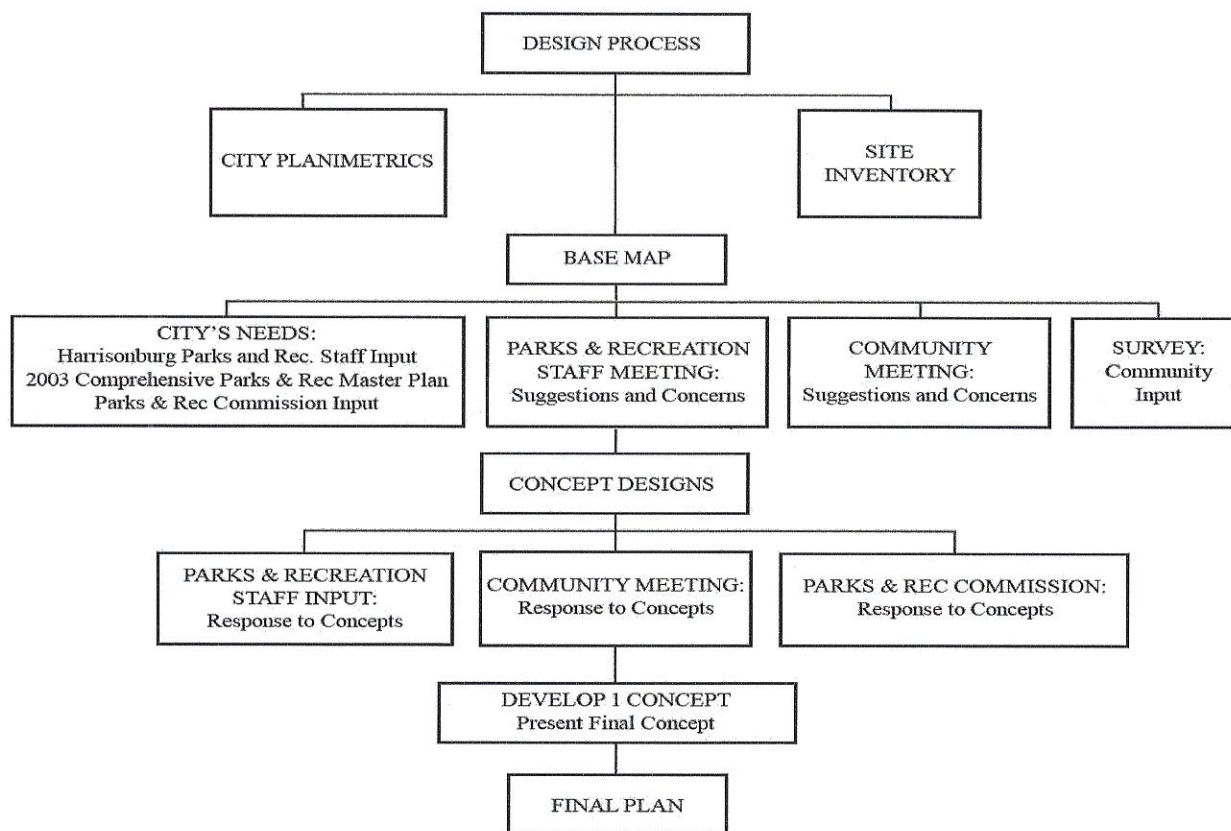 DESIGN PROCESS
CITY PLANIMETRICS
SITE
INVENTORY
BASE MAP
CITY'S NEEDS:
Harrisonburg Parks and Rec. Staff Input
2003 Comprehensive Parks & Rec Master Plan
Parks & Rec Commission Input
PARKS & RECREATION
STAFF MEETING:
Suggestions and Concerns
COMMUNITY
MEETING:
Suggestions and Concerns
SURVEY:
Community
Input
CONCEPT DESIGNS
PARKS & RECREATION
STAFF INPUT:
Response to Concepts
COMMUNITY MEETING:
Response to Concepts
PARKS & REC COMMISSION:
Response to Concepts
DEVELOP 1 CONCEPT
Present Final Concept
FINAL PLAN